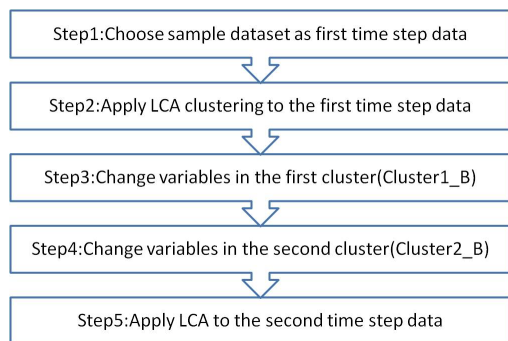 Step1:Choose sample dataset as first time step data
Step2:Apply LCA clustering to the first time step data
Step3:Change variables in the first cluster(Cluster1_B)
Step4:Change variables in the second cluster(Cluster2_B)
Step5:Apply LCA to the second time step data